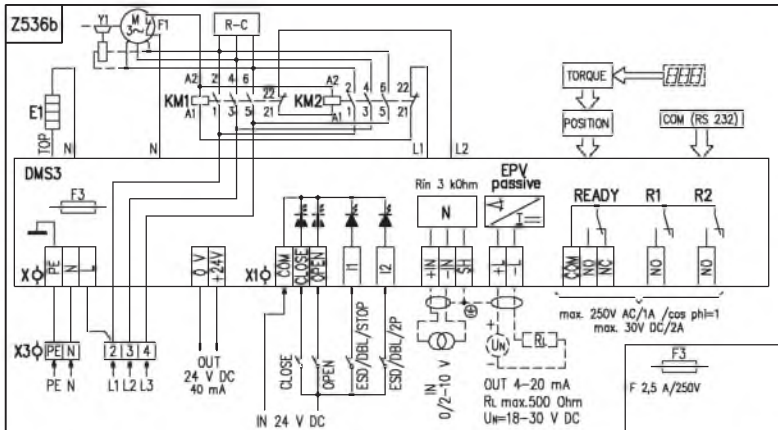 Z536b
Y1
M
3~
F1
R-C
A2 2 4 6 22
KM1
A1 1 3 5 21
A2 2 4 6 22
KM2
A1 1 3 5 21
E1
TOP
N
N
L1
L2
TORQUE
POSITION
COM (RS 232)
DMS3
F3
Rin 3 kOhm
N
EPV
passive
I
READY R1 R2
X
PE N L
0 V +24V
X1
COM CLOSE OPEN I1 I2
+IN -IN SH
+L -L
COM NO NC NO NO
max. 250V AC/1A /cos phi=1
max. 30V DC/2A
X3
PE N 2 3 4
PE N L1 L2 L3
OUT
24 V DC
40 mA
CLOSE
OPEN
ESD/DBL/STOP
ESD/DBL/2P
IN 24 V DC
IN
0/2-10 V
+
UN
-
RL
OUT 4-20 mA
RL max.500 Ohm
UN=18-30 V DC
F3
F 2,5 A/250V